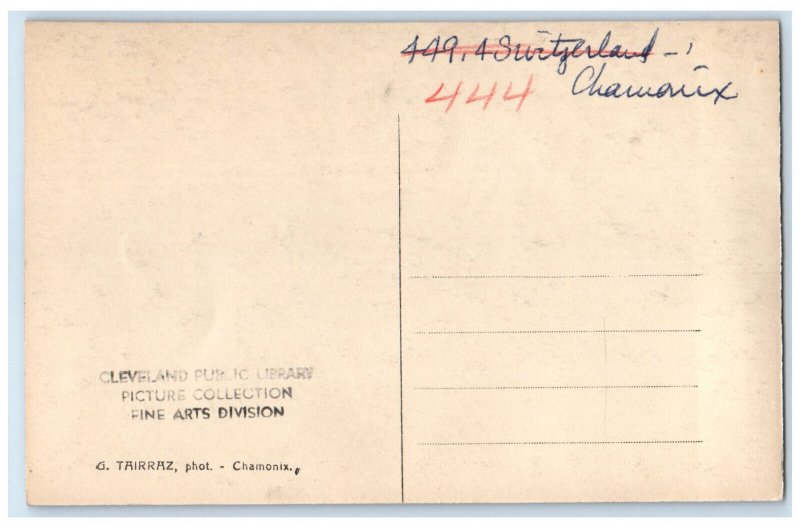 449.4 Switzerland -
Chamonix
444
CLEVELAND PUBLIC LIBRARY
PICTURE COLLECTION
FINE ARTS DIVISION
G. TAIRRAZ, phot. - Chamonix.